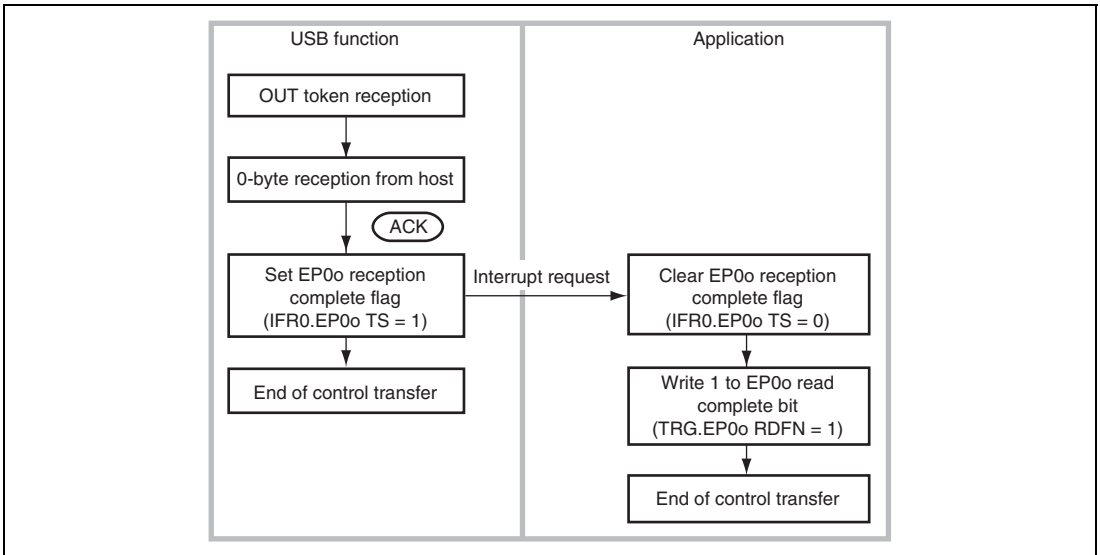 USB function
OUT token reception
0-byte reception from host
ACK
Set EP0o reception
complete flag
(IFR0.EP0o TS = 1)
End of control transfer
Interrupt request
Application
Clear EP0o reception
complete flag
(IFR0.EP0o TS = 0)
Write 1 to EP0o read
complete bit
(TRG.EP0o RDFN = 1)
End of control transfer